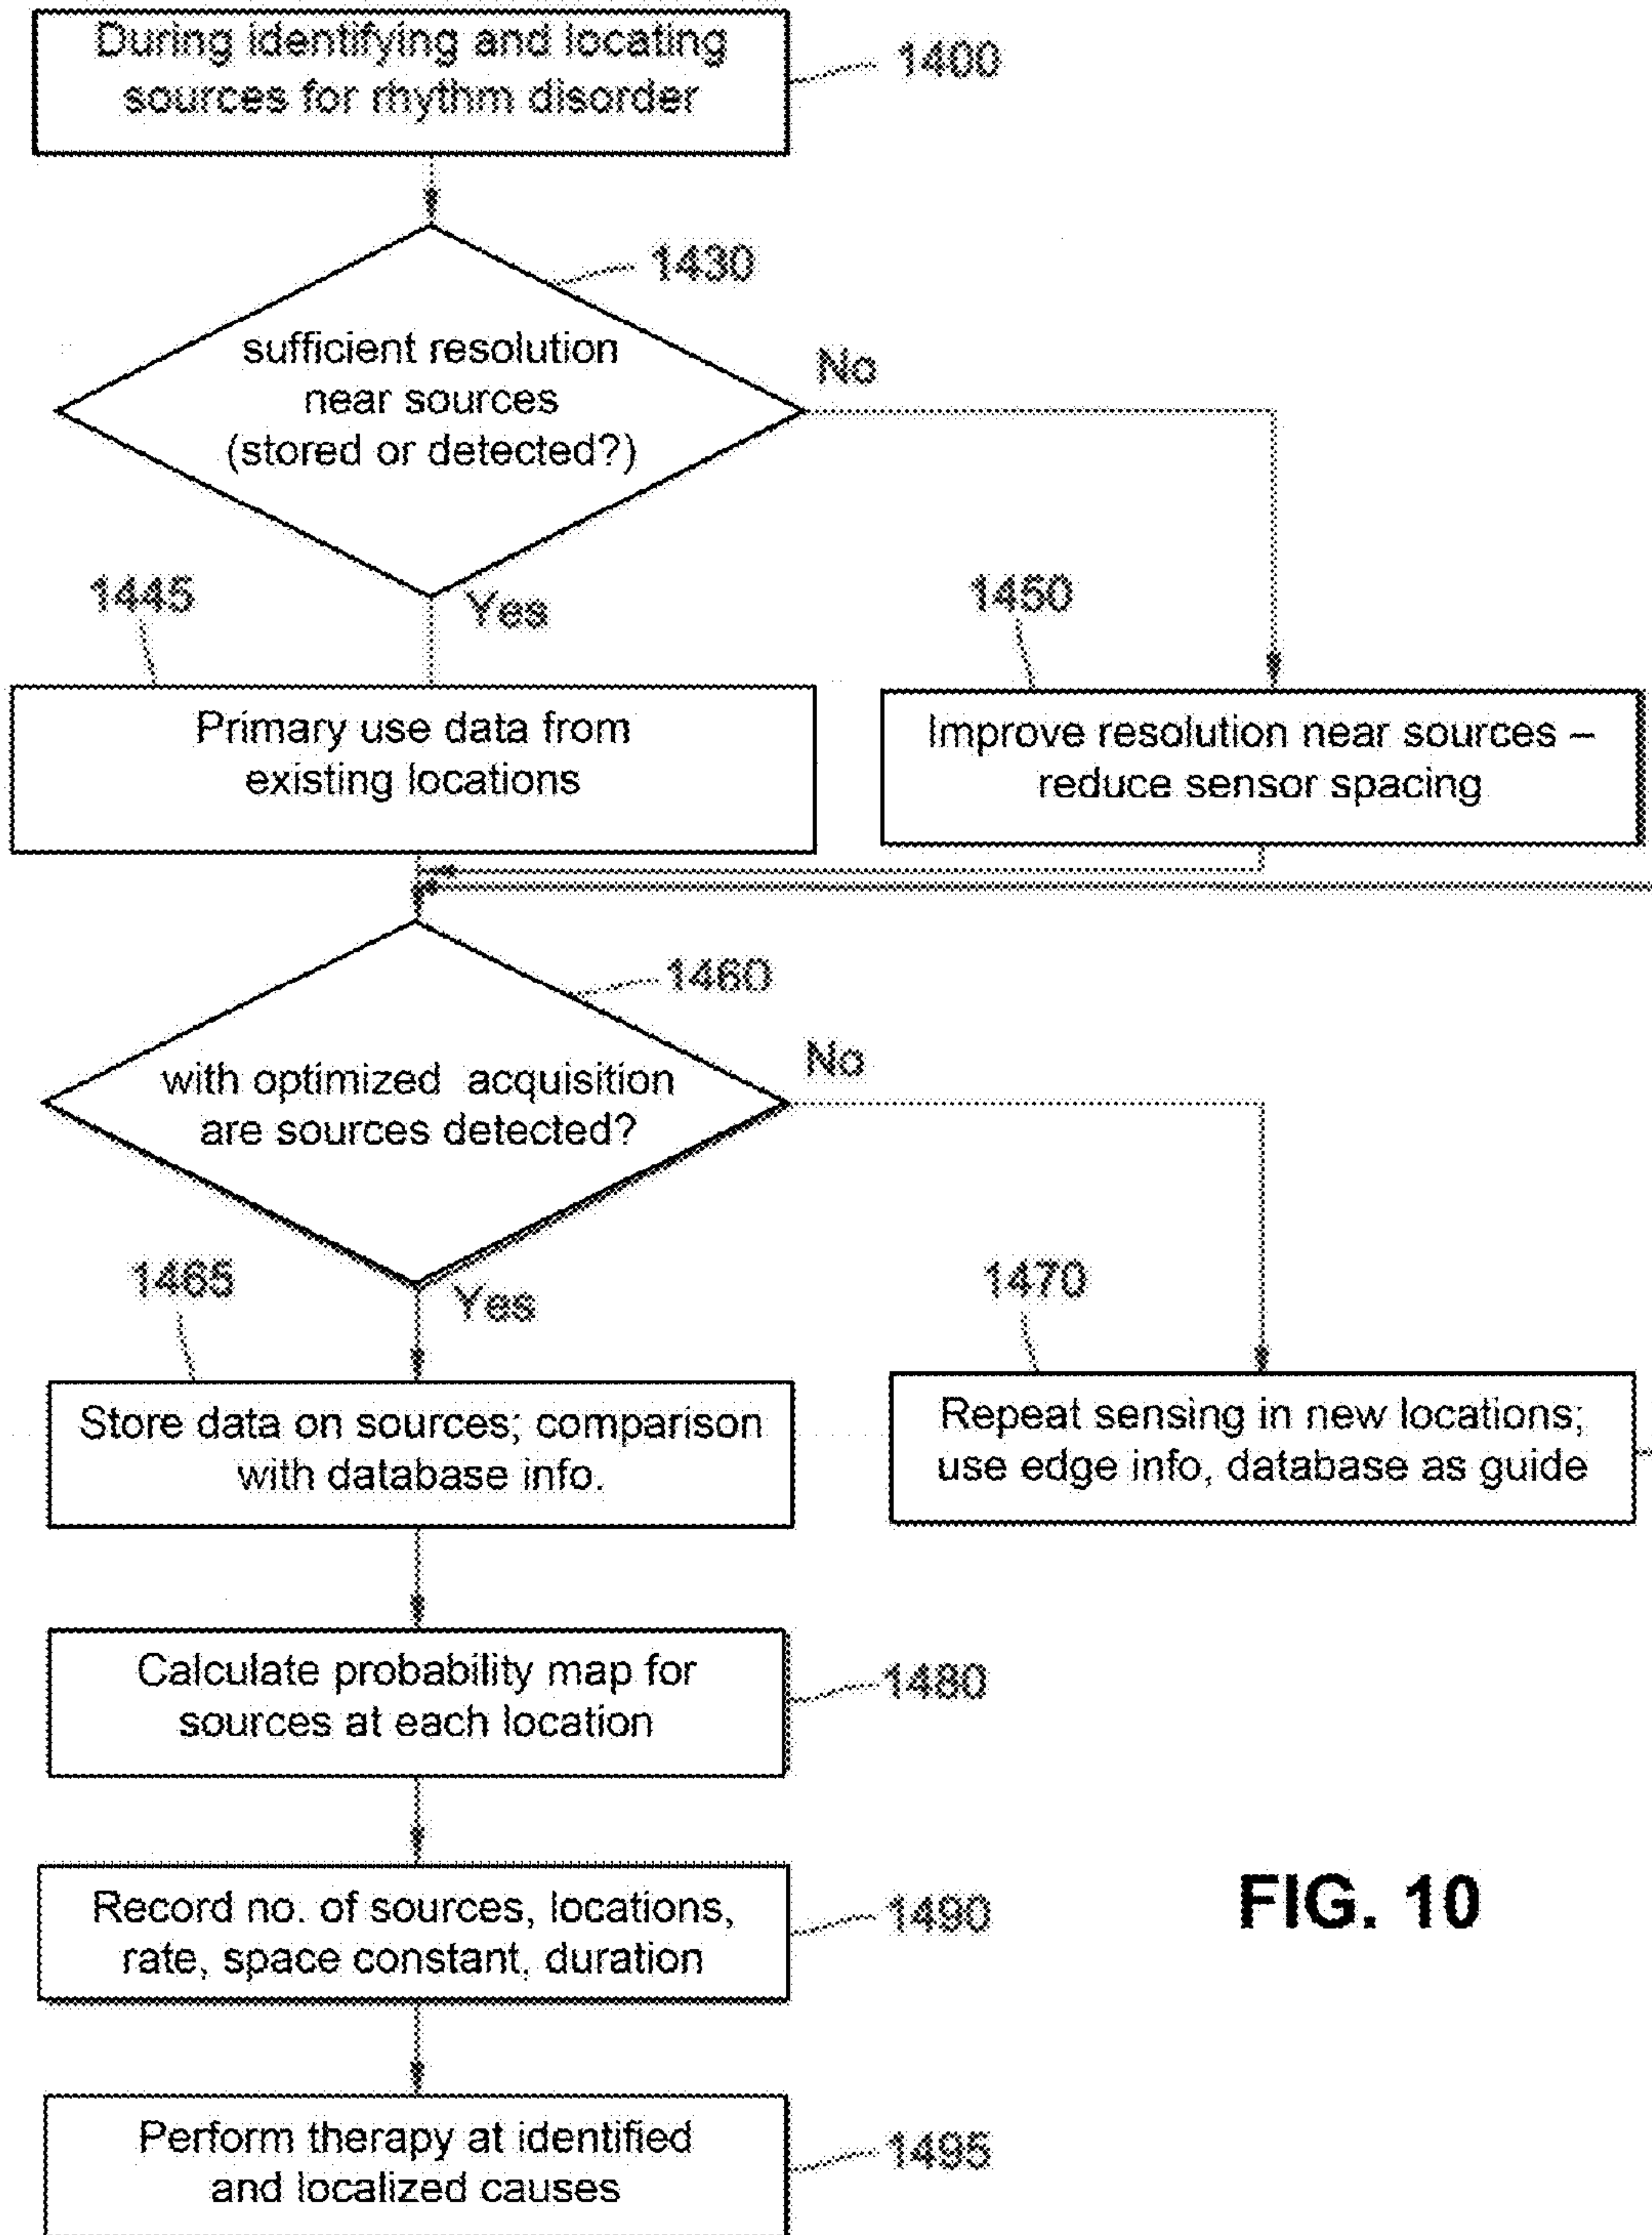 During identifying and locating
sources for rhythm disorder
1400
1430
sufficient resolution
near sources
(stored or detected?)
No
Yes
1445
1450
Primary use data from
existing locations
Improve resolution near sources –
reduce sensor spacing
1460
with optimized acquisition
are sources detected?
No
Yes
1465
1470
Store data on sources; comparison
with database info.
Repeat sensing in new locations;
use edge info, database as guide
Calculate probability map for
sources at each location
1480
Record no. of sources, locations,
rate, space constant, duration
1490
FIG. 10
Perform therapy at identified
and localized causes
1495